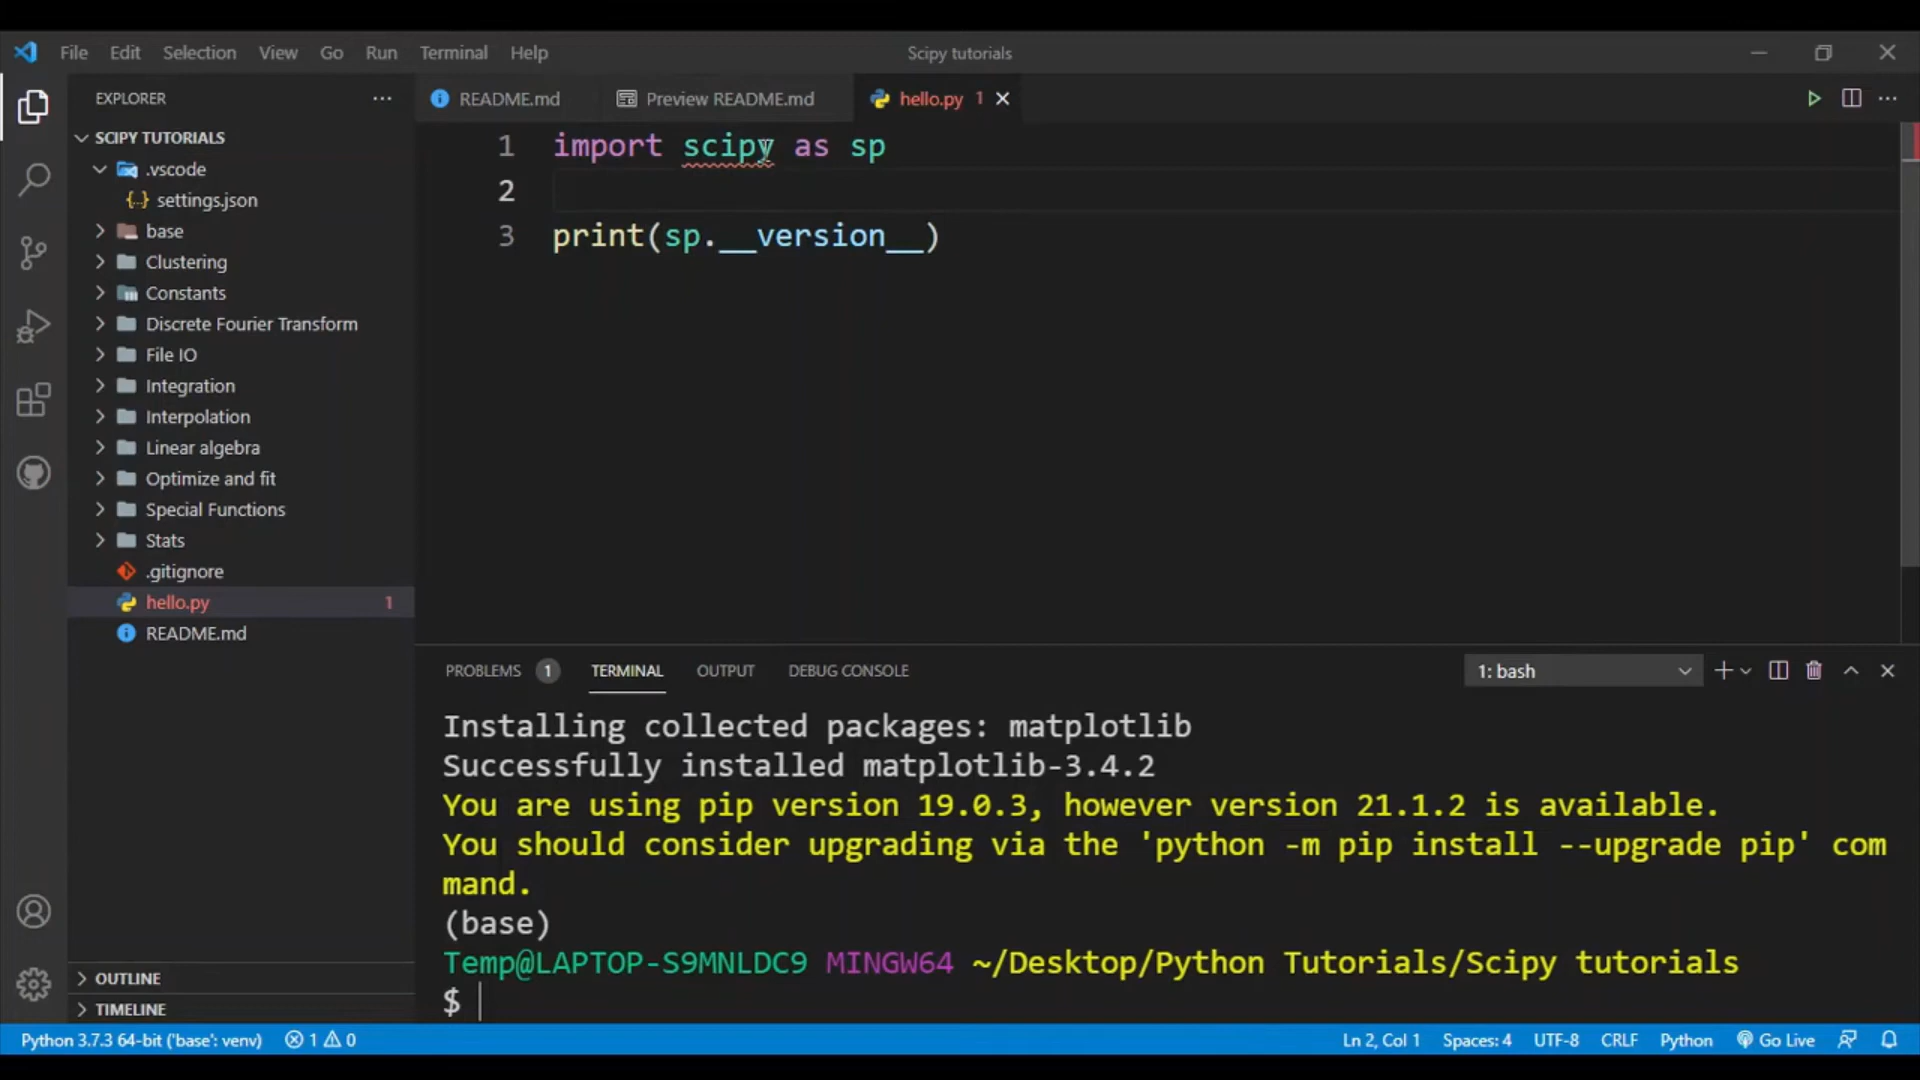 File Edit Selection View Go Run Terminal Help Scipy tutorials
EXPLORER
SCIPY TUTORIALS
.vscode
settings.json
base
Clustering
Constants
Discrete Fourier Transform
File IO
Integration
Interpolation
Linear algebra
Optimize and fit
Special Functions
Stats
.gitignore
hello.py 1
README.md
OUTLINE
TIMELINE
README.md Preview README.md hello.py 1
1 import scipy as sp
2
3 print(sp.__version__)
PROBLEMS 1 TERMINAL OUTPUT DEBUG CONSOLE 1: bash
Installing collected packages: matplotlib
Successfully installed matplotlib-3.4.2
You are using pip version 19.0.3, however version 21.1.2 is available.
You should consider upgrading via the 'python -m pip install --upgrade pip' com
mand.
(base)
Temp@LAPTOP-S9MNLDC9 MINGW64 ~/Desktop/Python Tutorials/Scipy tutorials
$
Python 3.7.3 64-bit ('base': venv) 1 0 Ln 2, Col 1 Spaces: 4 UTF-8 CRLF Python Go Live